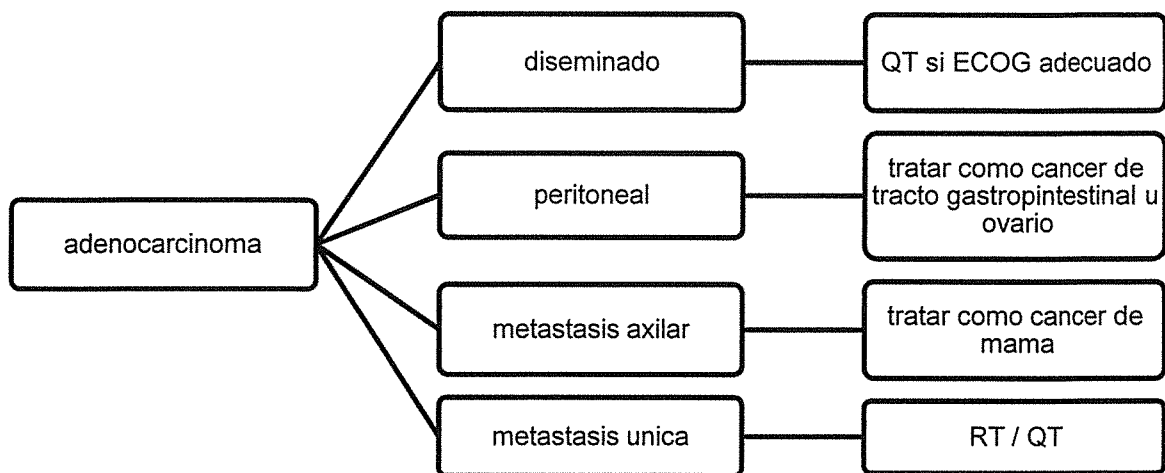 adenocarcinoma
diseminado
QT si ECOG adecuado
peritoneal
tratar como cancer de
tracto gastropintestinal u
ovario
metastasis axilar
tratar como cancer de
mama
metastasis unica
RT / QT